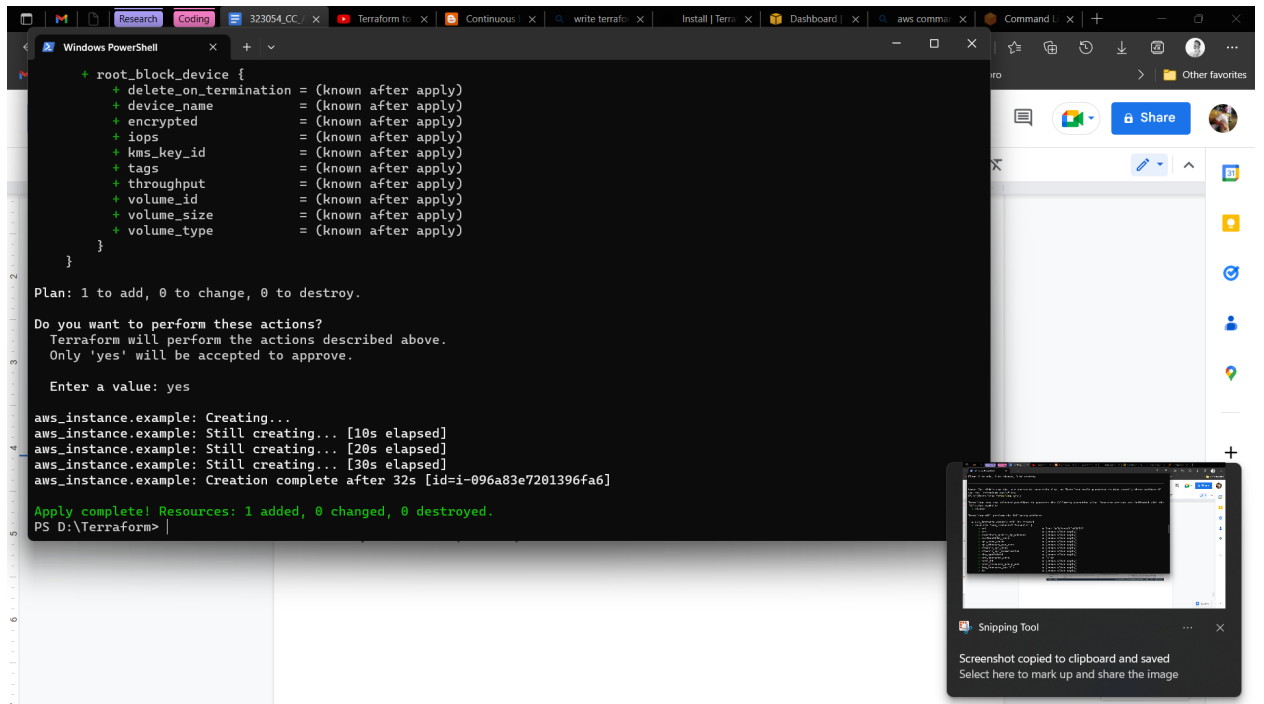 Research
Coding
323054_CC_/
Terraform to
Continuous I
write terrafo
Install | Terra
Dashboard |
aws comman
Command L
Windows PowerShell
Other favorites
Share
+ root_block_device {
+ delete_on_termination = (known after apply)
+ device_name = (known after apply)
+ encrypted = (known after apply)
+ iops = (known after apply)
+ kms_key_id = (known after apply)
+ tags = (known after apply)
+ throughput = (known after apply)
+ volume_id = (known after apply)
+ volume_size = (known after apply)
+ volume_type = (known after apply)
}
}
Plan: 1 to add, 0 to change, 0 to destroy.
Do you want to perform these actions?
Terraform will perform the actions described above.
Only 'yes' will be accepted to approve.
Enter a value: yes
aws_instance.example: Creating...
aws_instance.example: Still creating... [10s elapsed]
aws_instance.example: Still creating... [20s elapsed]
aws_instance.example: Still creating... [30s elapsed]
aws_instance.example: Creation complete after 32s [id=i-096a83e7201396fa6]
Apply complete! Resources: 1 added, 0 changed, 0 destroyed.
PS D:\Terraform>
31
2
3
4
5
6
Snipping Tool
Screenshot copied to clipboard and saved
Select here to mark up and share the image